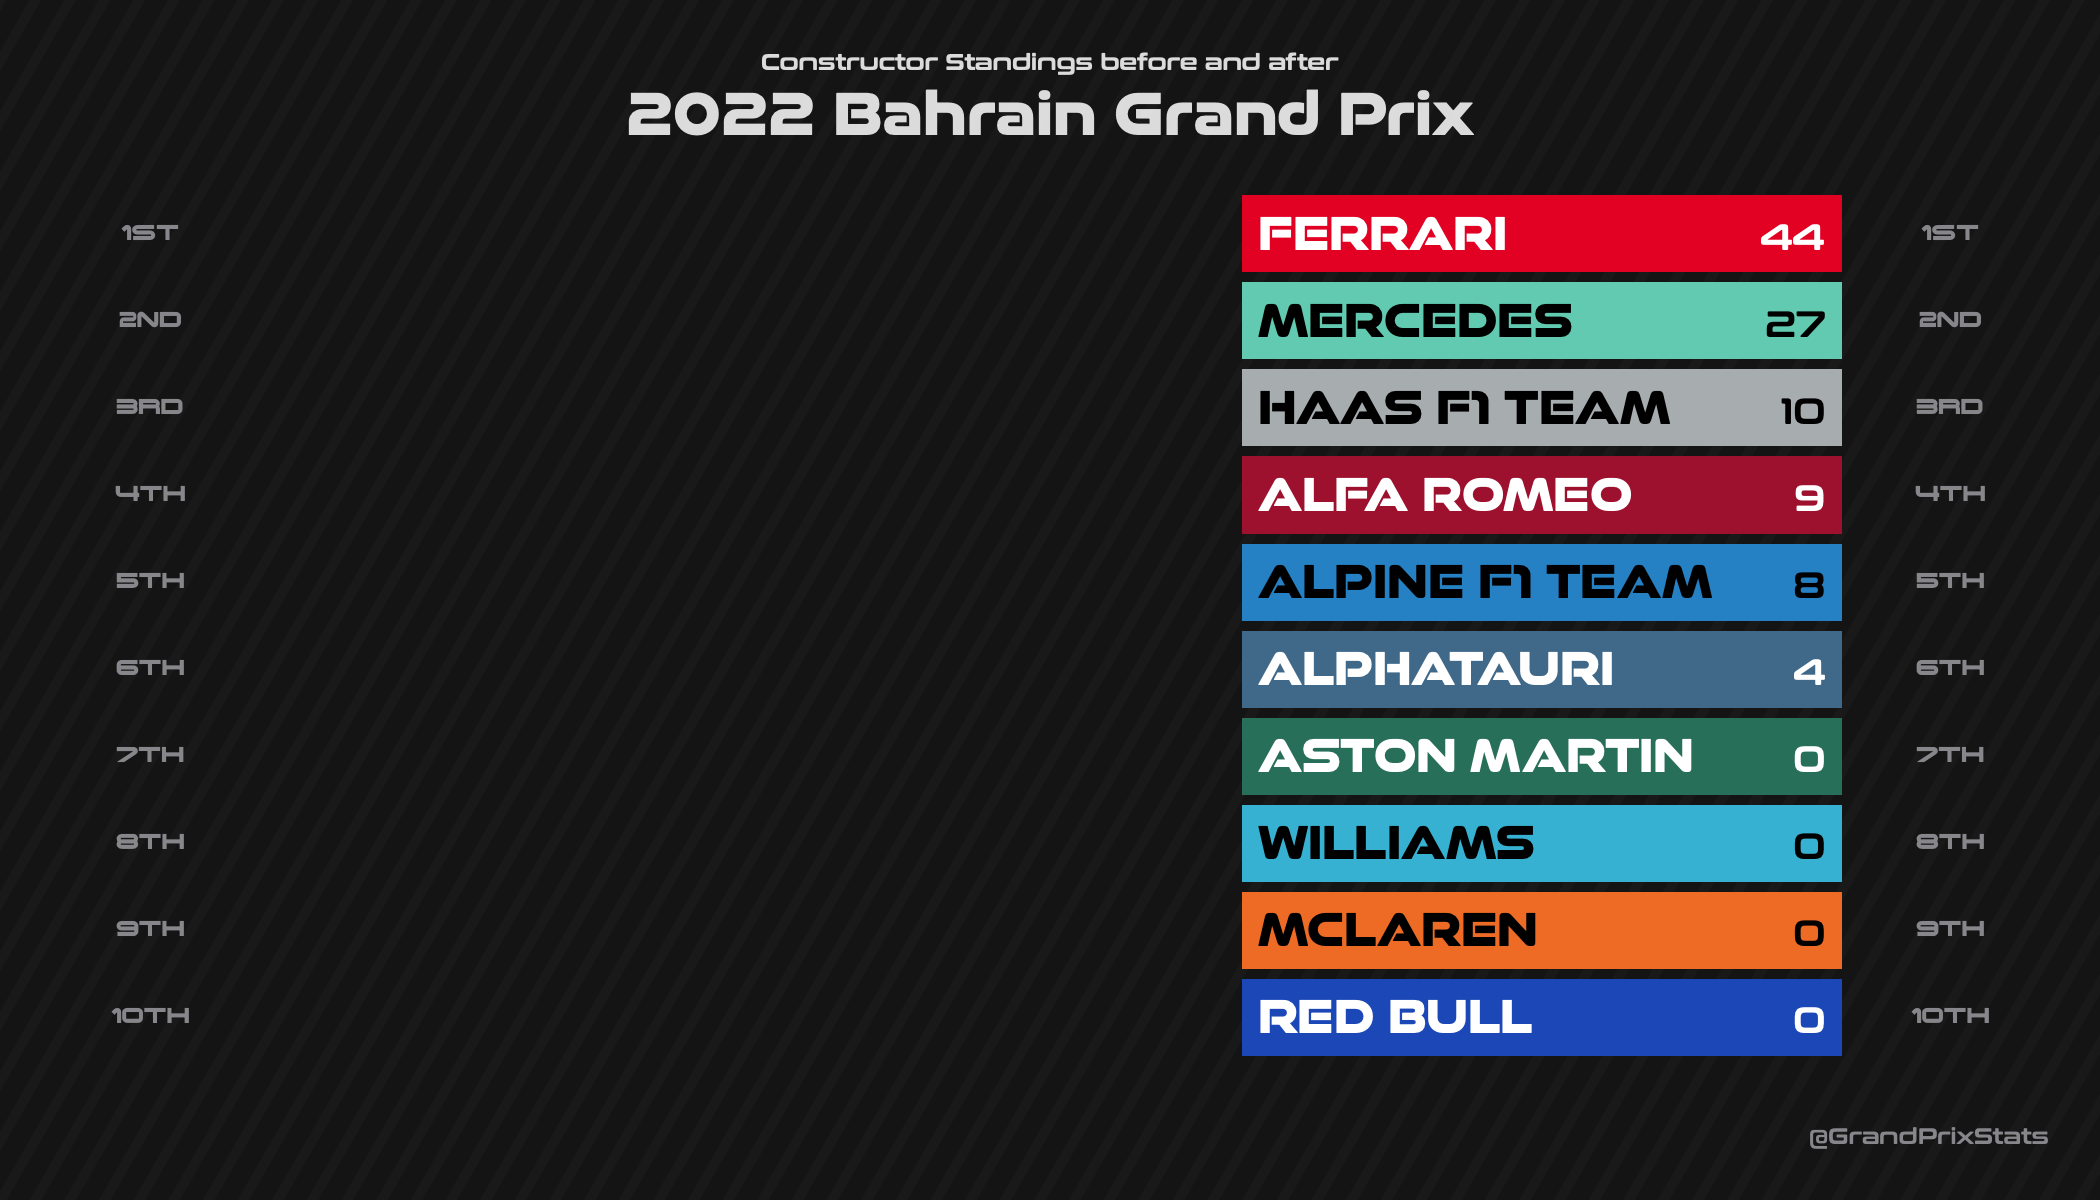 Constructor Standings before and after
2022 Bahrain Grand Prix
1ST FERRARI 44 1ST
2ND MERCEDES 27 2ND
3RD HAAS F1 TEAM 10 3RD
4TH ALFA ROMEO 9 4TH
5TH ALPINE F1 TEAM 8 5TH
6TH ALPHATAURI 4 6TH
7TH ASTON MARTIN 0 7TH
8TH WILLIAMS 0 8TH
9TH MCLAREN 0 9TH
10TH RED BULL 0 10TH
@GrandPrixStats